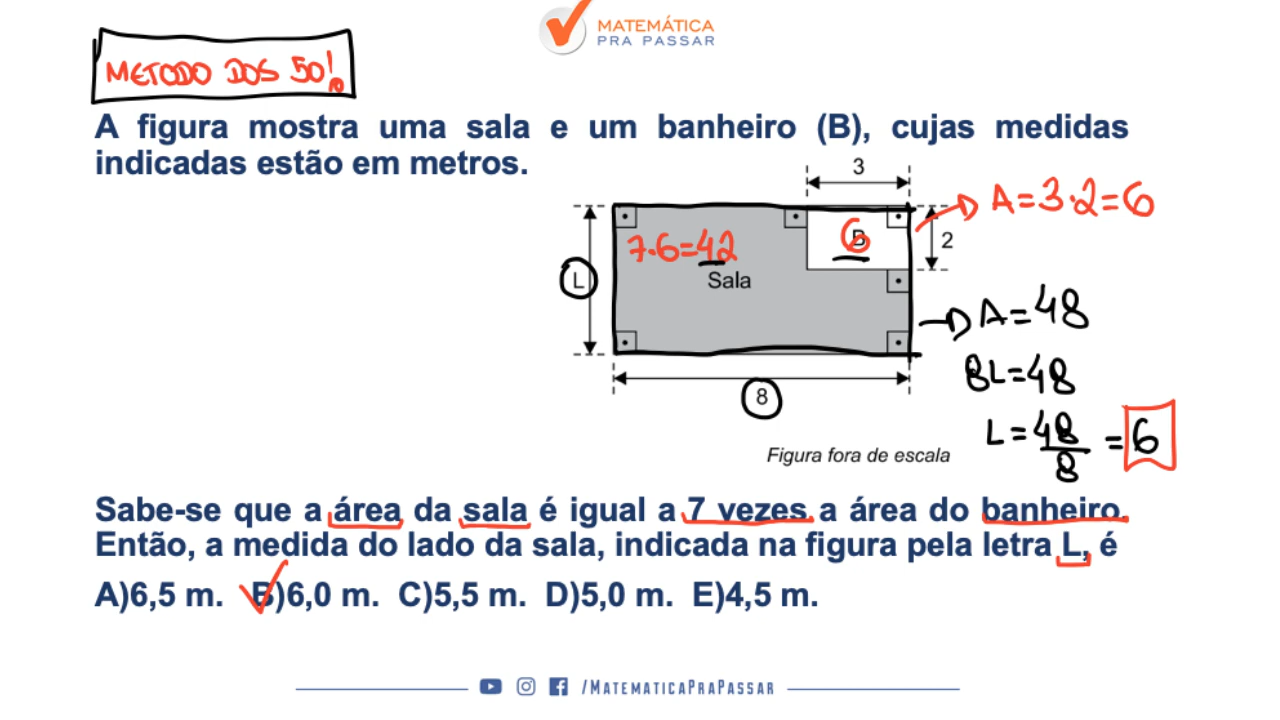 MATEMÁTICA
PRA PASSAR
METODO DOS 50!
A figura mostra uma sala e um banheiro (B), cujas medidas
indicadas estão em metros.
3
A=3·2=6
7·6=42
6
B
2
L
Sala
A=48
8L=48
8
L=48/8=6
Figura fora de escala
Sabe-se que a área da sala é igual a 7 vezes a área do banheiro.
Então, a medida do lado da sala, indicada na figura pela letra L, é
A)6,5 m. B)6,0 m. C)5,5 m. D)5,0 m. E)4,5 m.
/MATEMATICAPRAPASSAR